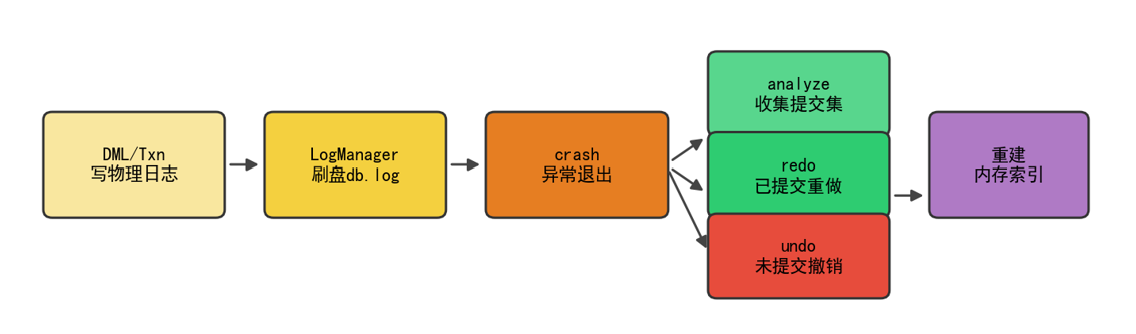 DML/Txn
写物理日志
LogManager
刷盘db.log
crash
异常退出
analyze
收集提交集
redo
已提交重做
undo
未提交撤销
重建
内存索引